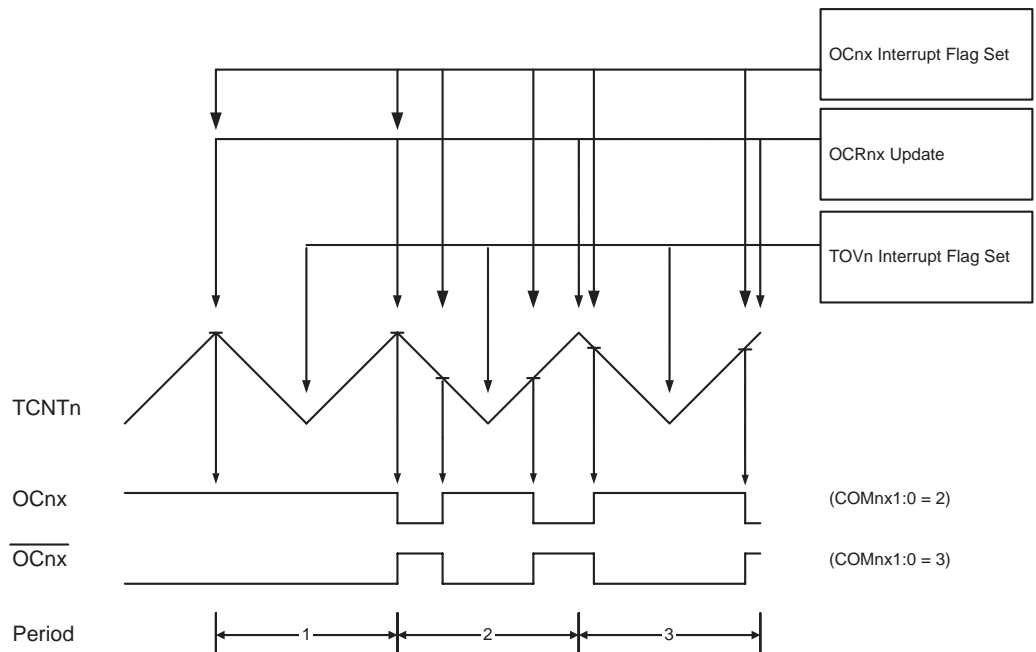 OCnx Interrupt Flag Set
OCRnx Update
TOVn Interrupt Flag Set
TCNTn
OCnx
(COMnx1:0 = 2)
OCnx
(COMnx1:0 = 3)
Period
1
2
3